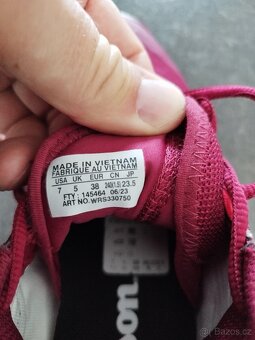 MADE IN VIETNAM
FABRIQUE AU VIETNAM
USA UK EUR CN JP
7 5 38 240(1.5) 23.5
FTY : 145464 06/23
ART NO. WRS330750
oon
© Bazos.cz